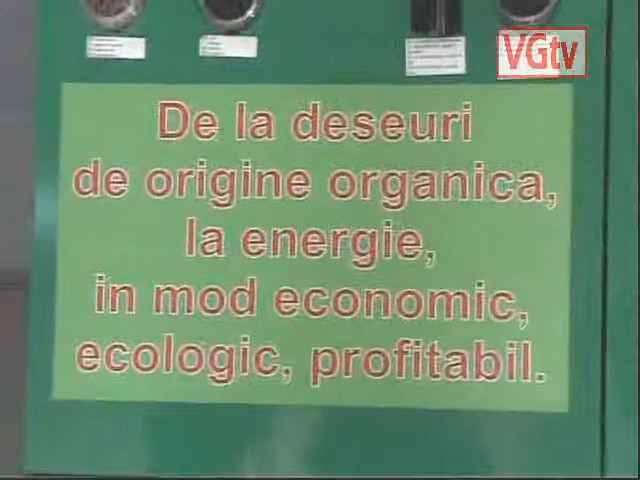 VGtv
De la deseuri
de origine organica,
la energie,
in mod economic,
ecologic, profitabil.